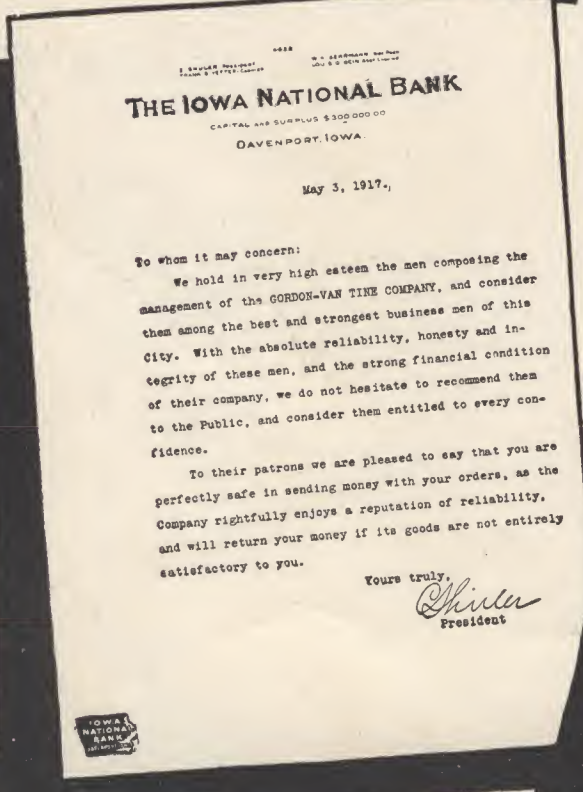 SHULER PRESIDENT
FRANK B YETTER CASHIER
THE IOWA NATIONAL BANK
CAPITAL AND SURPLUS $300 000 00
DAVENPORT, IOWA.
May 3, 1917.,
To whom it may concern:
We hold in very high esteem the men composing the
management of the GORDON-VAN TINE COMPANY, and consider
them among the best and strongest business men of this
City. With the absolute reliability, honesty and in-
tegrity of these men, and the strong financial condition
of their company, we do not hesitate to recommend them
to the Public, and consider them entitled to every con-
fidence.
To their patrons we are pleased to say that you are
perfectly safe in sending money with your orders, as the
Company rightfully enjoys a reputation of reliability,
and will return your money if its goods are not entirely
satisfactory to you.
Yours truly,
C Shuler
President
IOWA
NATIONAL
BANK